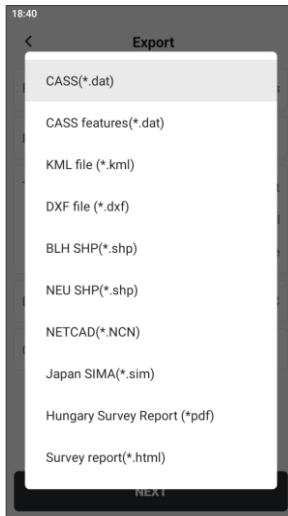 18:40
Export
CASS(*.dat)
CASS features(*.dat)
KML file (*.kml)
DXF file (*.dxf)
BLH SHP(*.shp)
NEU SHP(*.shp)
NETCAD(*.NCN)
Japan SIMA(*.sim)
Hungary Survey Report (*pdf)
Survey report(*.html)
NEXT